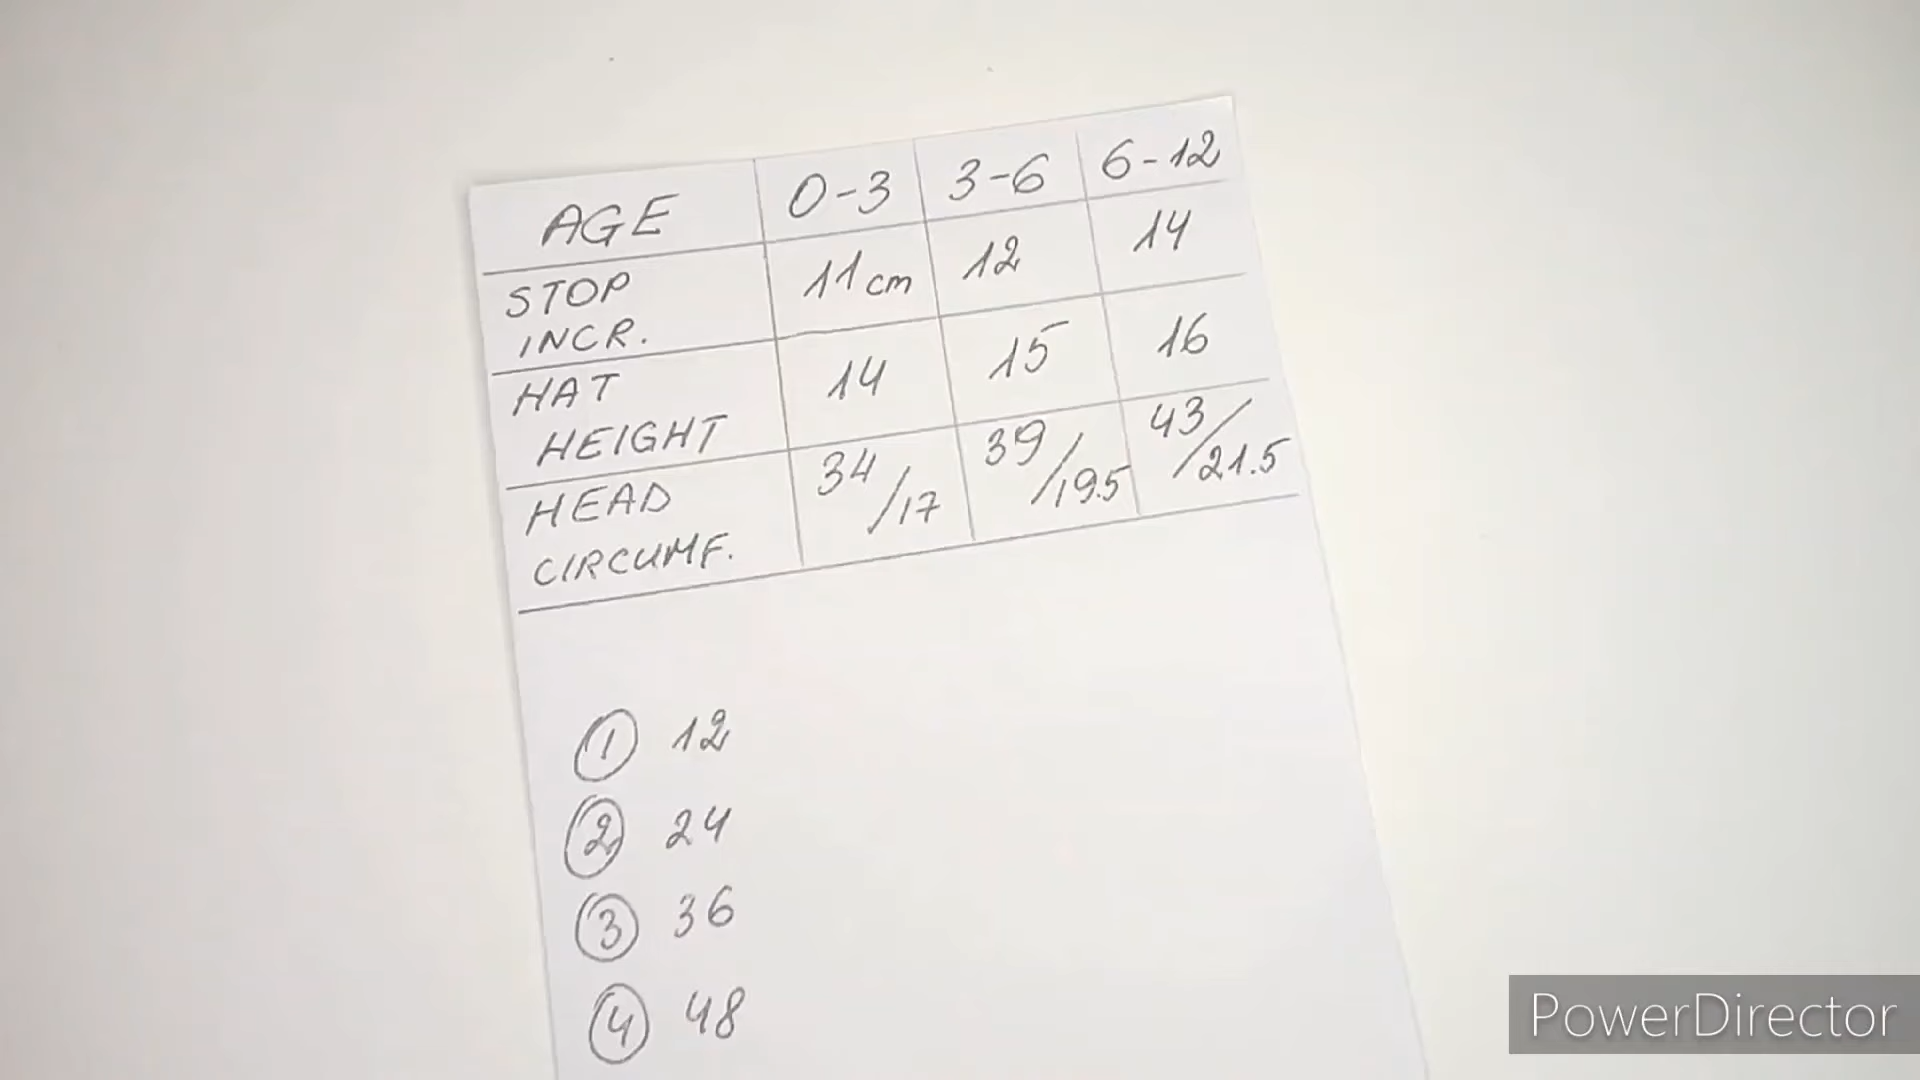 AGE 0-3 3-6 6-12
STOP INCR. 11cm 12 14
HAT HEIGHT 14 15 16
HEAD CIRCUMF. 34/17 39/19.5 43/21.5
1 12
2 24
3 36
4 48
PowerDirector